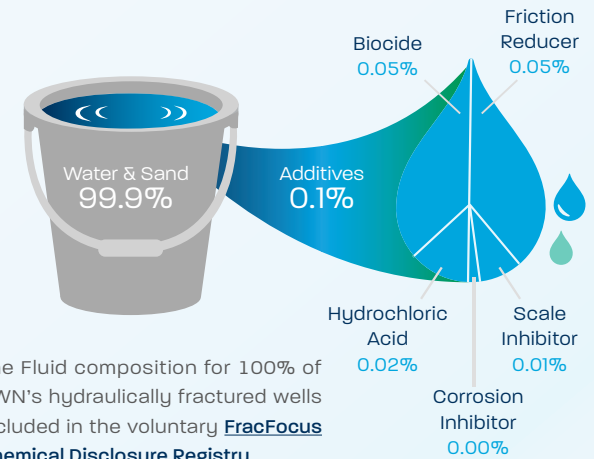 Friction
Reducer
0.05%
Biocide
0.05%
Water & Sand
99.9%
Additives
0.1%
Hydrochloric
Acid
0.02%
Scale
Inhibitor
0.01%
Corrosion
Inhibitor
0.00%
Fluid composition for 100% of
hydraulically fractured wells
in the voluntary FracFocus
Disclosure Registry